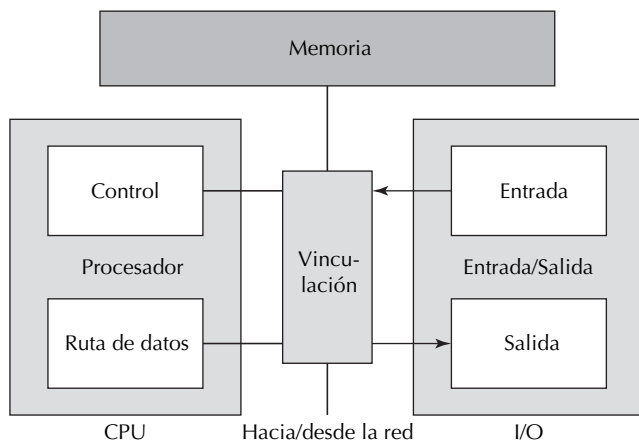 Memoria
Control
Procesador
Ruta de datos
CPU
Vincu-
lación
Hacia/desde la red
Entrada
Entrada/Salida
Salida
I/O